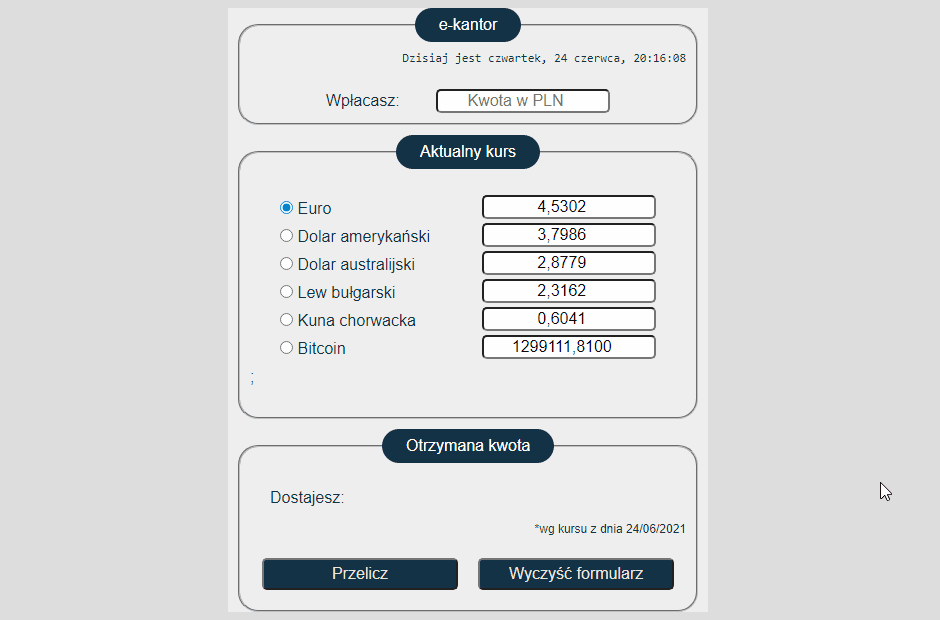 e-kantor
Dzisiaj jest czwartek, 24 czerwca, 20:16:08
Wpłacasz: Kwota w PLN
Aktualny kurs
Euro 4,5302
Dolar amerykański 3,7986
Dolar australijski 2,8779
Lew bułgarski 2,3162
Kuna chorwacka 0,6041
Bitcoin 1299111,8100
;
Otrzymana kwota
Dostajesz:
*wg kursu z dnia 24/06/2021
Przelicz Wyczyść formularz